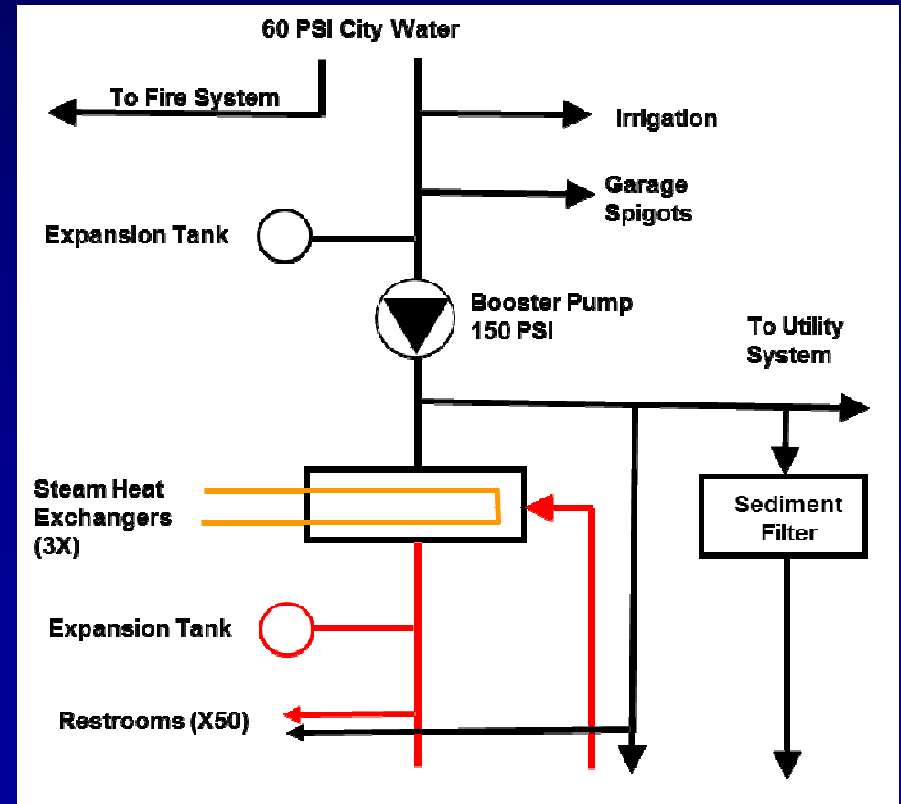 60 PSI City Water
To Fire System
Irrigation
Garage
Spigots
Expansion Tank
Booster Pump
150 PSI
To Utility
System
Steam Heat
Exchangers
(3X)
Sediment
Filter
Expansion Tank
Restrooms (X50)